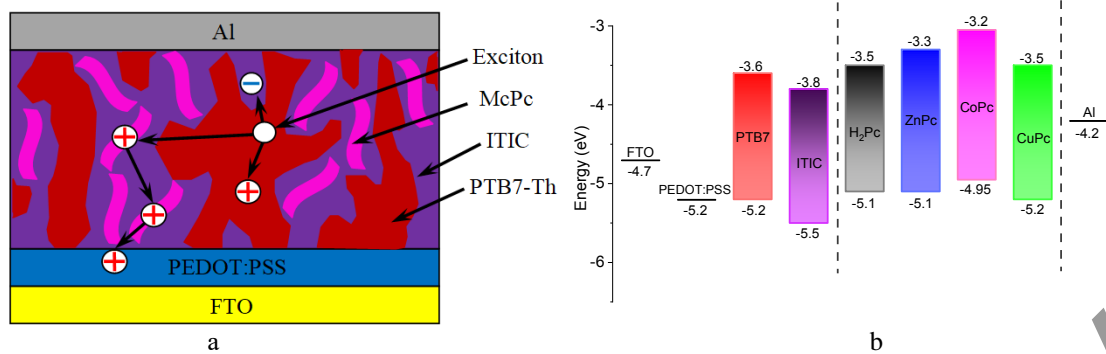 Al
Exciton
McPc
ITIC
PTB7-Th
PEDOT:PSS
FTO
a
Energy (eV)
-3
-4
-5
-6
FTO
-4.7
PEDOT:PSS
-5.2
-3.6
PTB7
-5.2
-3.8
ITIC
-5.5
-3.5
H₂Pc
-5.1
-3.3
ZnPc
-5.1
-3.2
CoPc
-4.95
-3.5
CuPc
-5.2
Al
-4.2
b